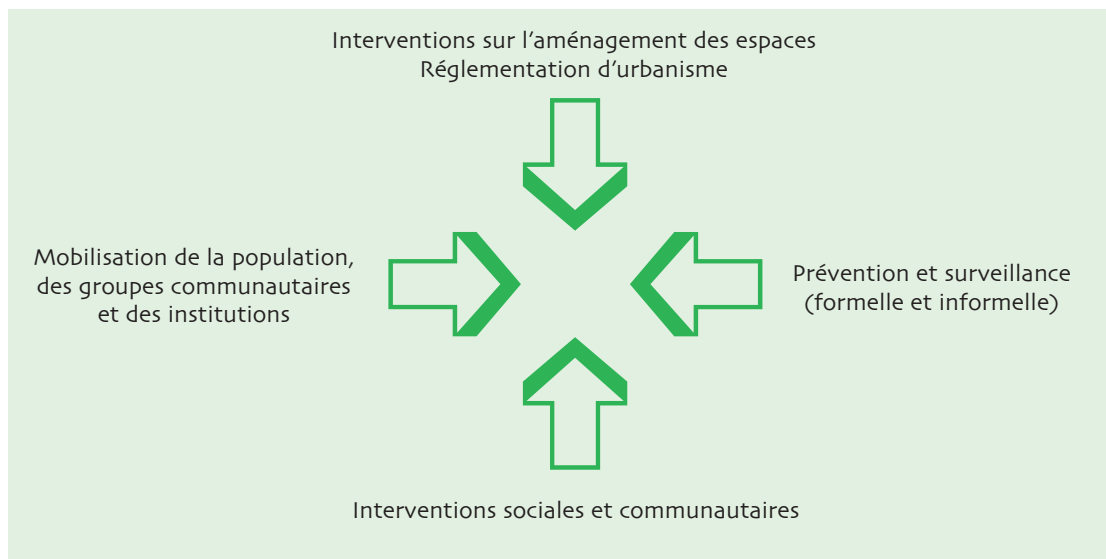 Interventions sur l'aménagement des espaces
Réglementation d'urbanisme
Mobilisation de la population,
des groupes communautaires
et des institutions
Prévention et surveillance
(formelle et informelle)
Interventions sociales et communautaires